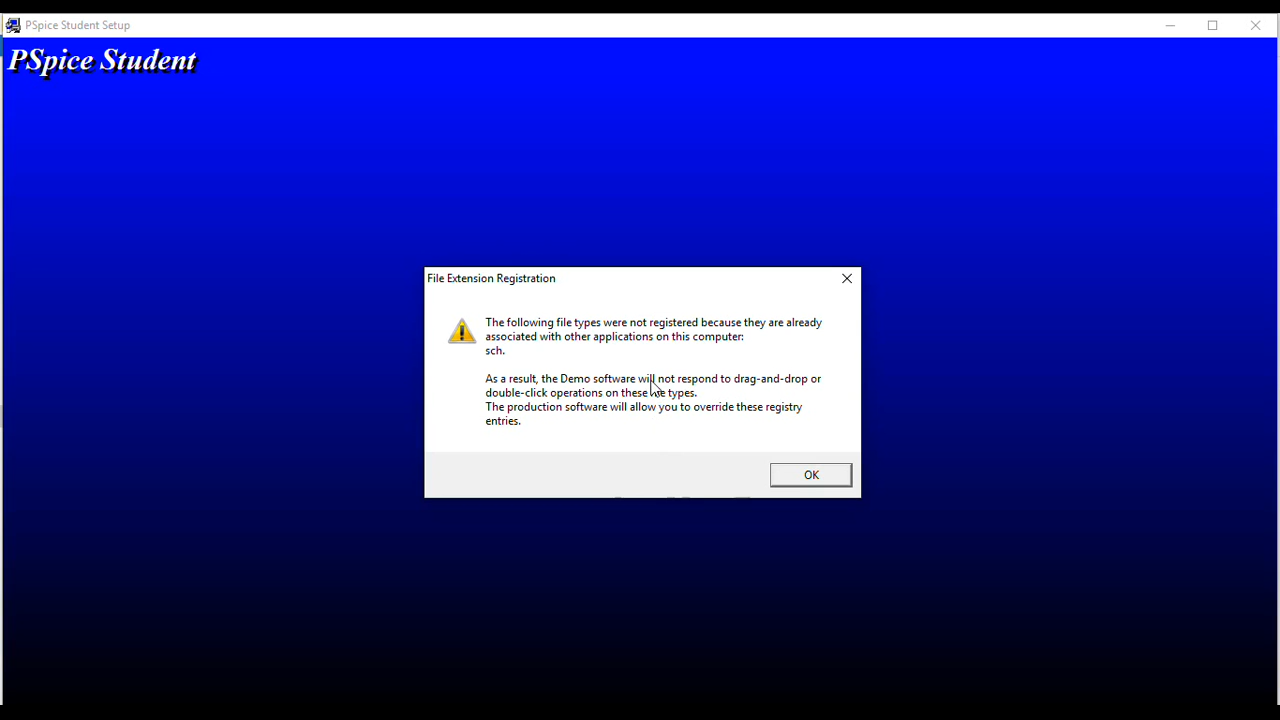 PSpice Student Setup
PSpice Student
File Extension Registration
The following file types were not registered because they are already
associated with other applications on this computer:
sch.
As a result, the Demo software will not respond to drag-and-drop or
double-click operations on these file types.
The production software will allow you to override these registry
entries.
OK